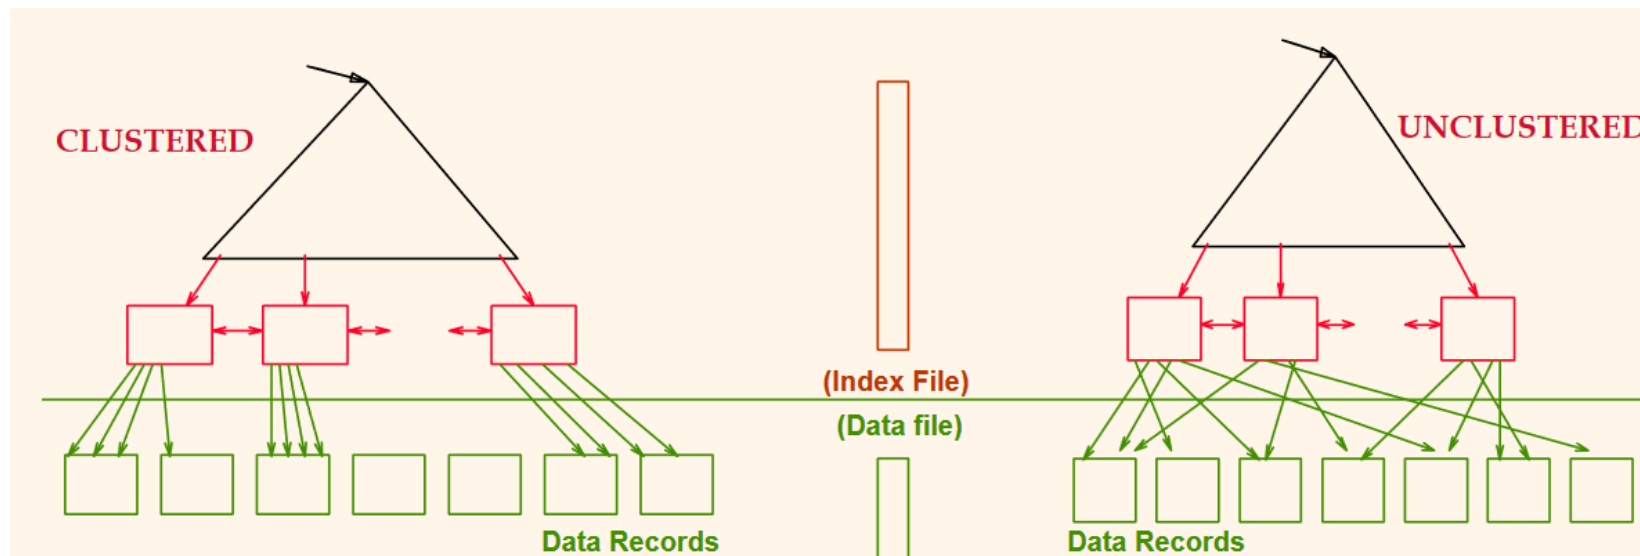 CLUSTERED
UNCLUSTERED
(Index File)
(Data file)
Data Records
Data Records